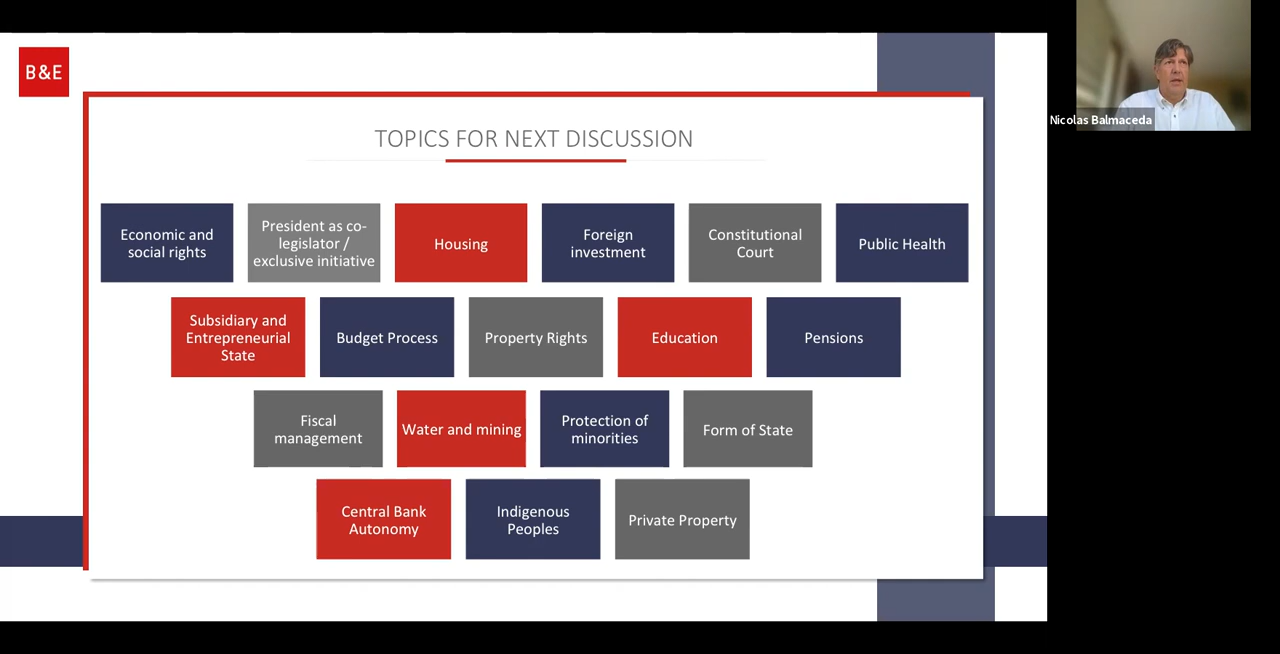 B&E
Nicolas Balmaceda
TOPICS FOR NEXT DISCUSSION
Economic and
social rights
President as co-
legislator /
exclusive initiative
Housing
Foreign
investment
Constitutional
Court
Public Health
Subsidiary and
Entrepreneurial
State
Budget Process
Property Rights
Education
Pensions
Fiscal
management
Water and mining
Protection of
minorities
Form of State
Central Bank
Autonomy
Indigenous
Peoples
Private Property